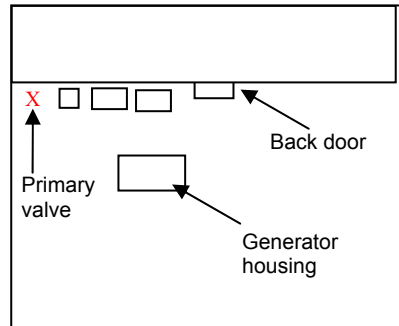 X
Back door
Primary
valve
Generator
housing